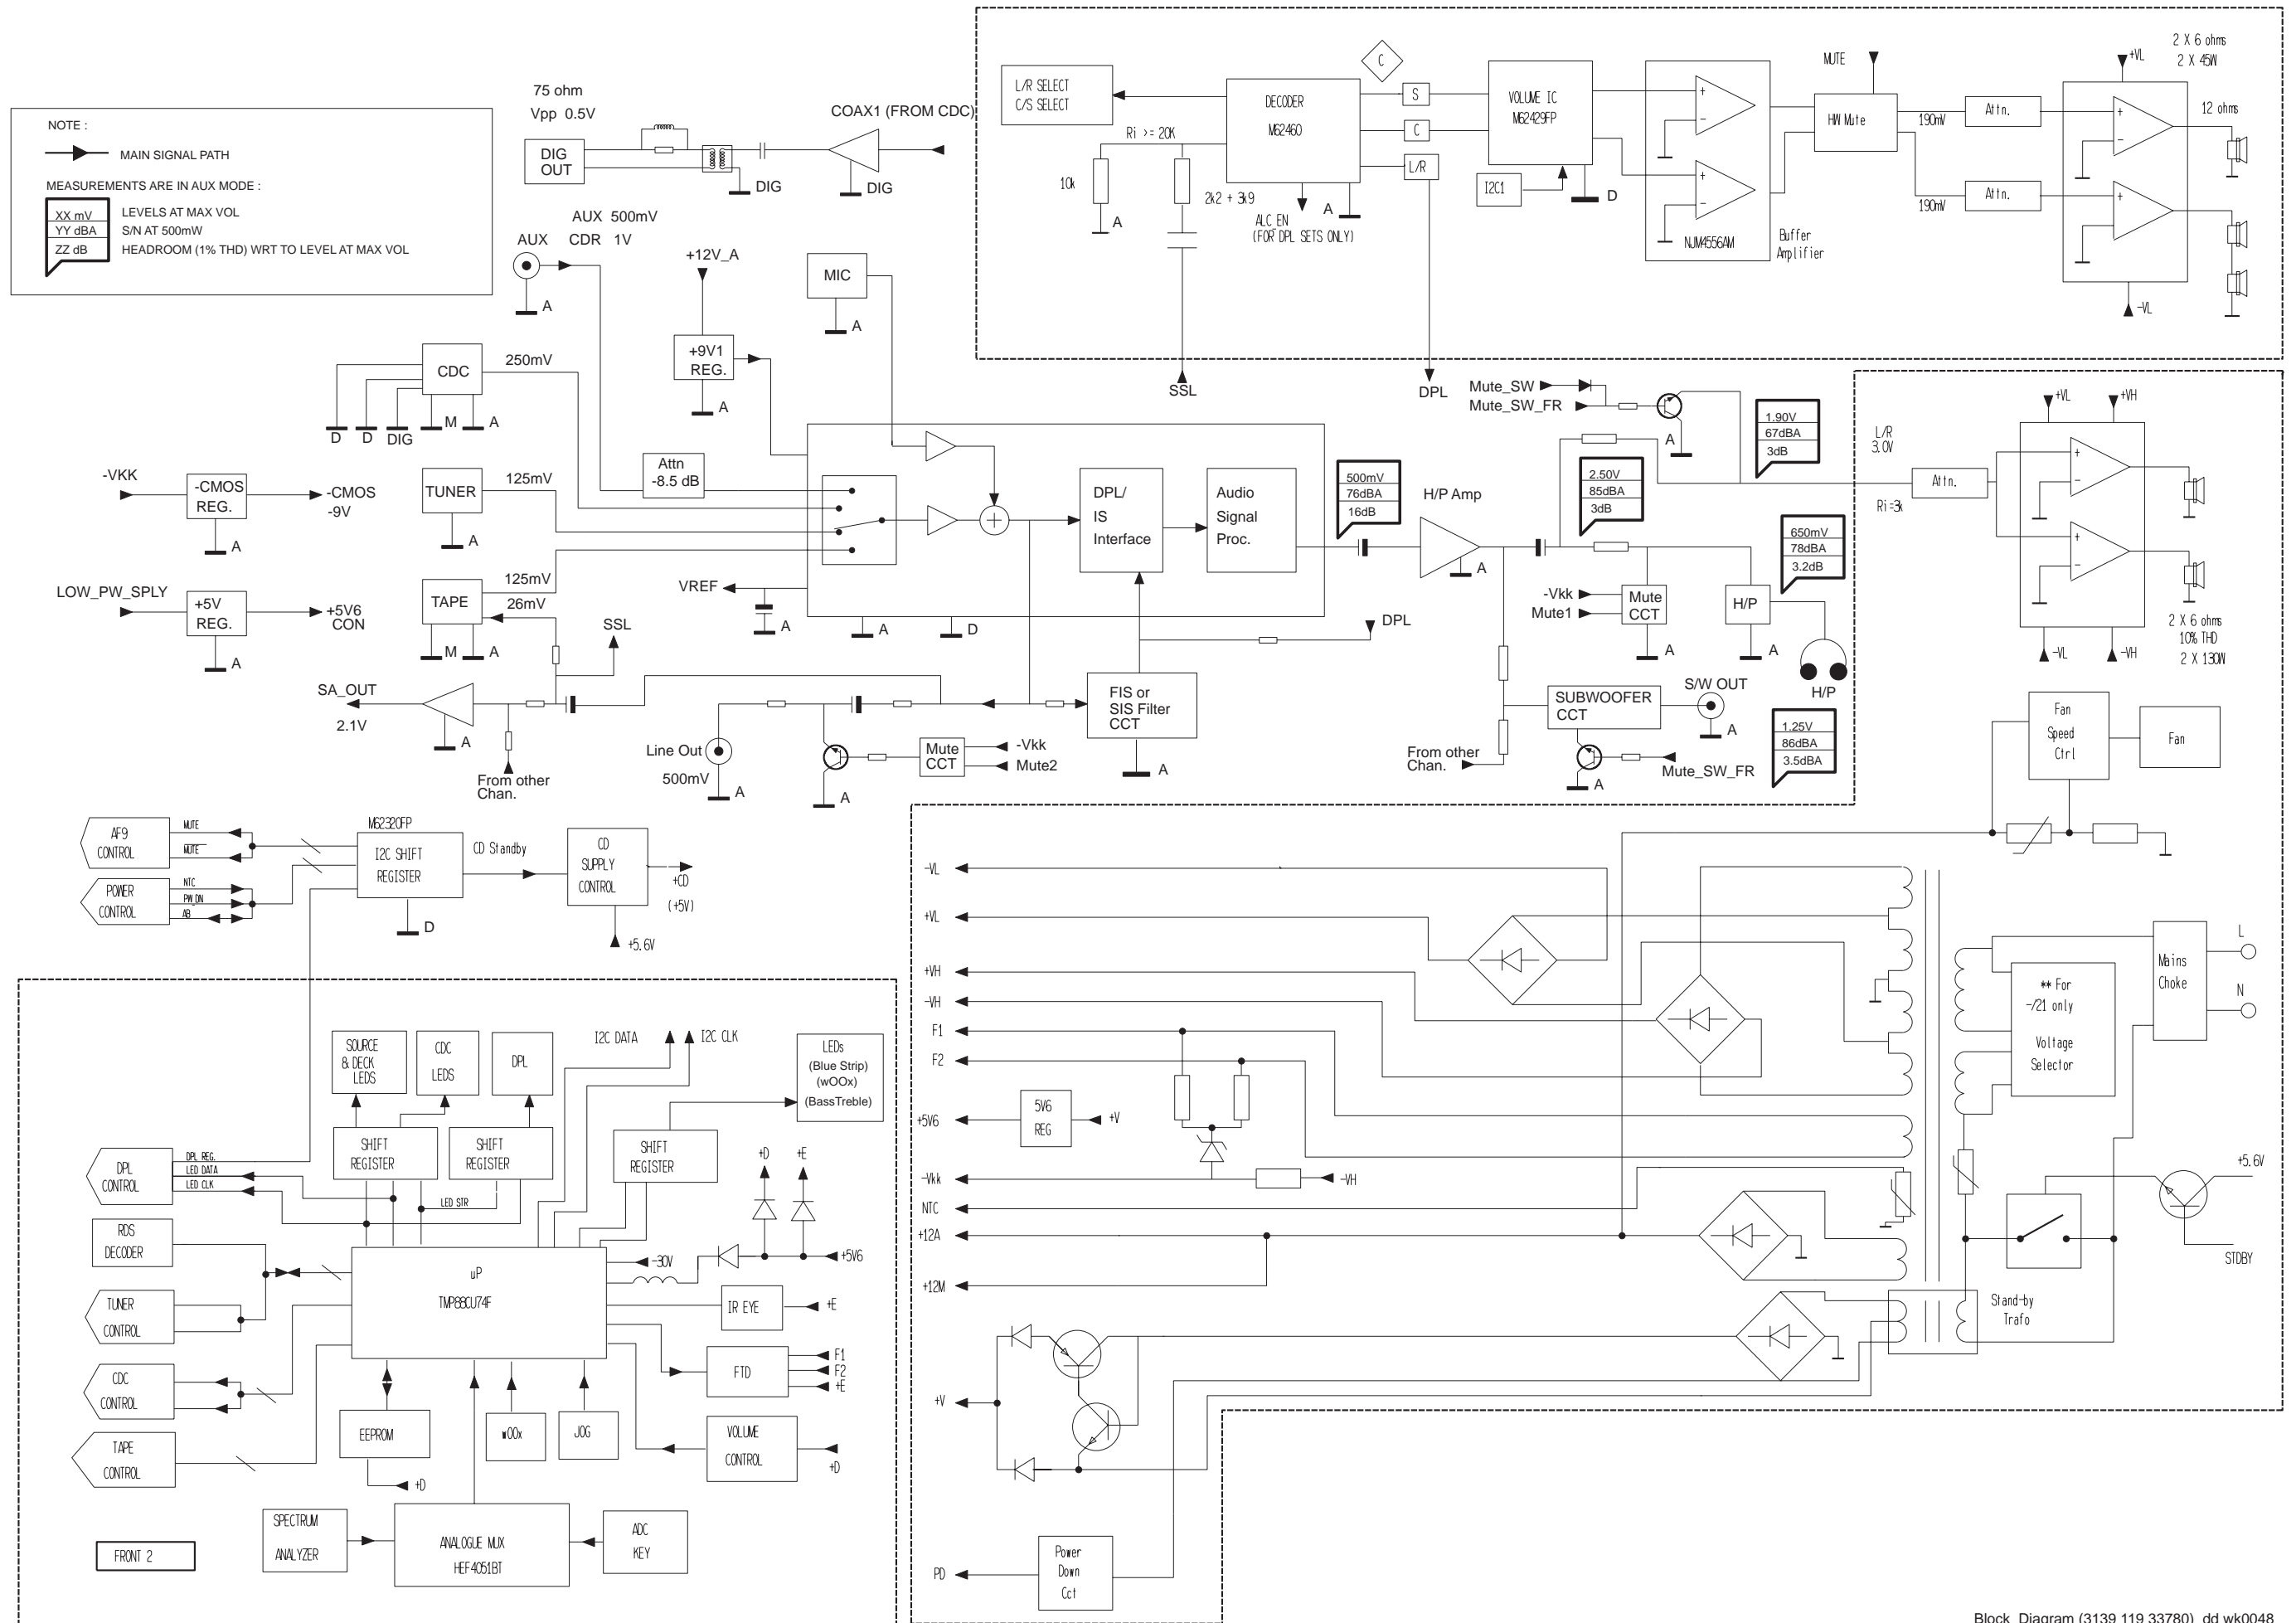 NOTE :
MAIN SIGNAL PATH
MEASUREMENTS ARE IN AUX MODE :
XX mV
LEVELS AT MAX VOL
YY dBA
S/N AT 500mW
ZZ dB
HEADROOM (1% THD) WRT TO LEVEL AT MAX VOL
75 ohm
Vpp 0.5V
DIG
OUT
COAX1 (FROM CDC)
DIG
DIG
AUX 500mV
AUX CDR 1V
A
+12V_A
+9V1
REG.
A
MIC
A
L/R SELECT
C/S SELECT
Ri >= 20K
10k
A
2k2 + 3k9
DECODER
M62460
ALC EN
(FOR DPL SETS ONLY)
A
C
S
C
L/R
VOLUME IC
M62429FP
I2C1
D
+
-
+
-
NJM4556AM
Buffer
Amplifier
MUTE
HW Mute
190mV
190mV
Attn.
Attn.
+VL
2 X 6 ohms
2 X 45W
12 ohms
+
-
+
-
-VL
SSL
DPL
CDC
250mV
D
D
DIG
M
A
-VKK
-CMOS
REG.
-CMOS
-9V
A
TUNER
125mV
A
Attn
-8.5 dB
LOW_PW_SPLY
+5V
REG.
+5V6
CON
A
TAPE
125mV
26mV
M
A
SSL
VREF
A
A
D
+
DPL/
IS
Interface
Audio
Signal
Proc.
500mV
76dBA
16dB
H/P Amp
A
Mute_SW
Mute_SW_FR
A
2.50V
85dBA
3dB
1.90V
67dBA
3dB
L/R
3.0V
Attn.
Ri=3k
+VL
+VH
+
-
+
-
-VL
-VH
2 X 6 ohms
10% THD
2 X 130W
650mV
78dBA
3.2dB
-Vkk
Mute1
Mute
CCT
A
H/P
A
H/P
DPL
SA_OUT
2.1V
A
From other
Chan.
Line Out
500mV
A
A
Mute
CCT
-Vkk
Mute2
FIS or
SIS Filter
CCT
A
From other
Chan.
SUBWOOFER
CCT
S/W OUT
A
A
Mute_SW_FR
1.25V
86dBA
3.5dBA
Fan
Speed
Ctrl
Fan
AF9
CONTROL
MUTE
MUTE
POWER
CONTROL
NTC
PW_DN
AB
M62320FP
I2C SHIFT
REGISTER
D
CD Standby
CD
SUPPLY
CONTROL
+CD
(+5V)
+5.6V
-VL
+VL
+VH
-VH
F1
F2
+5V6
5V6
REG
+V
-Vkk
-VH
NTC
+12A
+12M
+V
PD
Power
Down
Cct
** For
-/21 only
Voltage
Selector
Mains
Choke
L
N
+5.6V
STDBY
Stand-by
Trafo
SOURCE
& DECK
LEDS
CDC
LEDS
DPL
I2C DATA
I2C CLK
LEDs
(Blue Strip)
(wOOx)
(BassTreble)
SHIFT
REGISTER
SHIFT
REGISTER
SHIFT
REGISTER
DPL
CONTROL
DPL REG.
LED DATA
LED CLK
LED STR
+D
+E
+5V6
RDS
DECODER
TUNER
CONTROL
CDC
CONTROL
TAPE
CONTROL
uP
TMP88CU74F
-30V
IR EYE
+E
FTD
F1
F2
+E
VOLUME
CONTROL
+D
EEPROM
+D
wOOx
JOG
SPECTRUM
ANALYZER
ANALOGUE MUX
HEF4051BT
ADC
KEY
FRONT 2
Block_Diagram (3139 119 33780)_dd wk0048